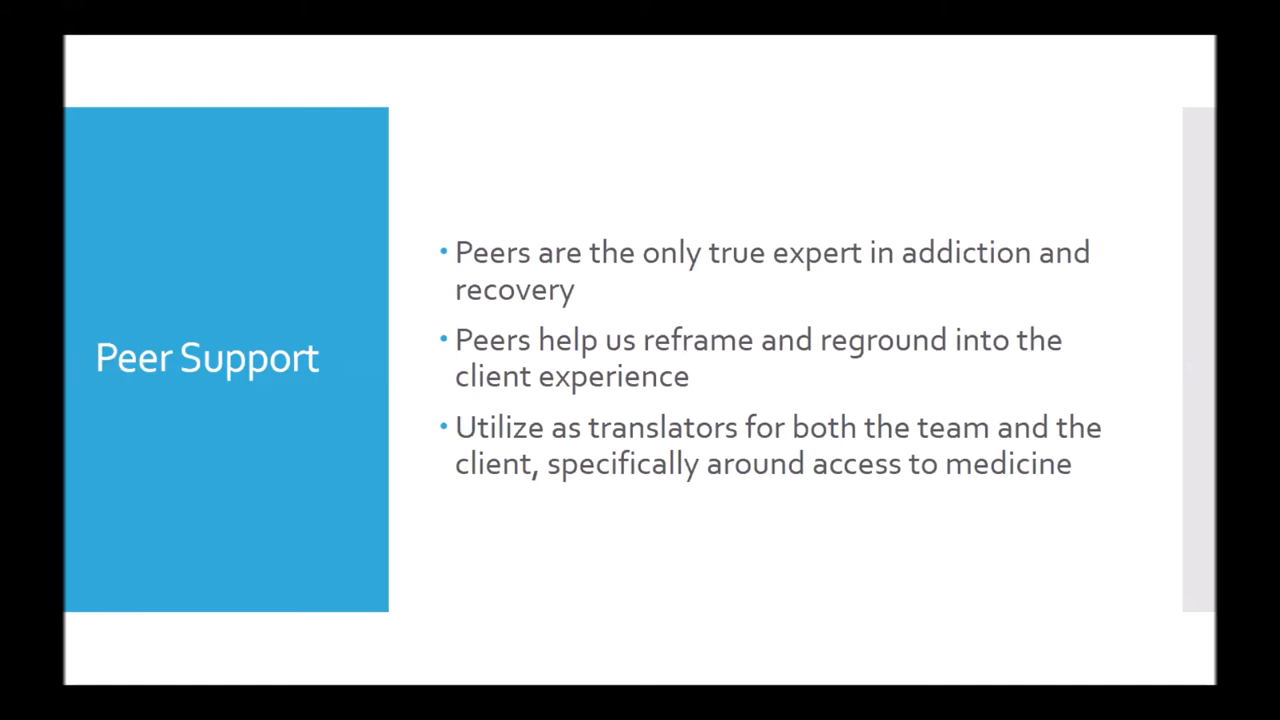 Peer Support
• Peers are the only true expert in addiction and
recovery
• Peers help us reframe and reground into the
client experience
• Utilize as translators for both the team and the
client, specifically around access to medicine